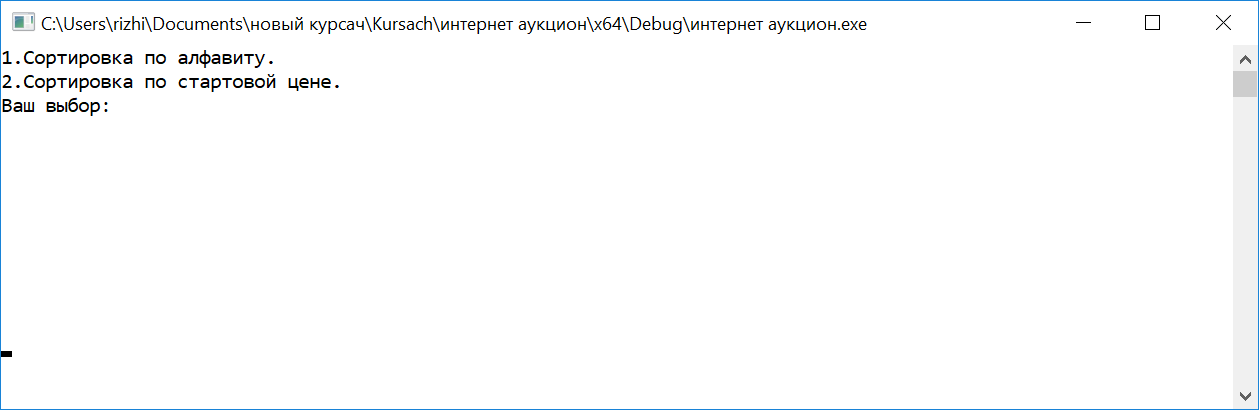 C:\Users\rizhi\Documents\новый курсач\Kursach\интернет аукцион\x64\Debug\интернет аукцион.exe
1.Сортировка по алфавиту.
2.Сортировка по стартовой цене.
Ваш выбор: